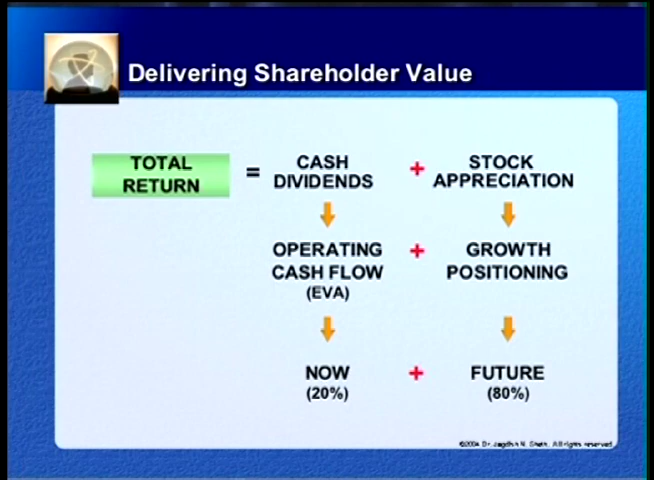 Delivering Shareholder Value
TOTAL RETURN = CASH DIVIDENDS + STOCK APPRECIATION
OPERATING CASH FLOW (EVA) + GROWTH POSITIONING
NOW (20%) + FUTURE (80%)
©2004 Dr. Jagdish N. Sheth. All rights reserved.